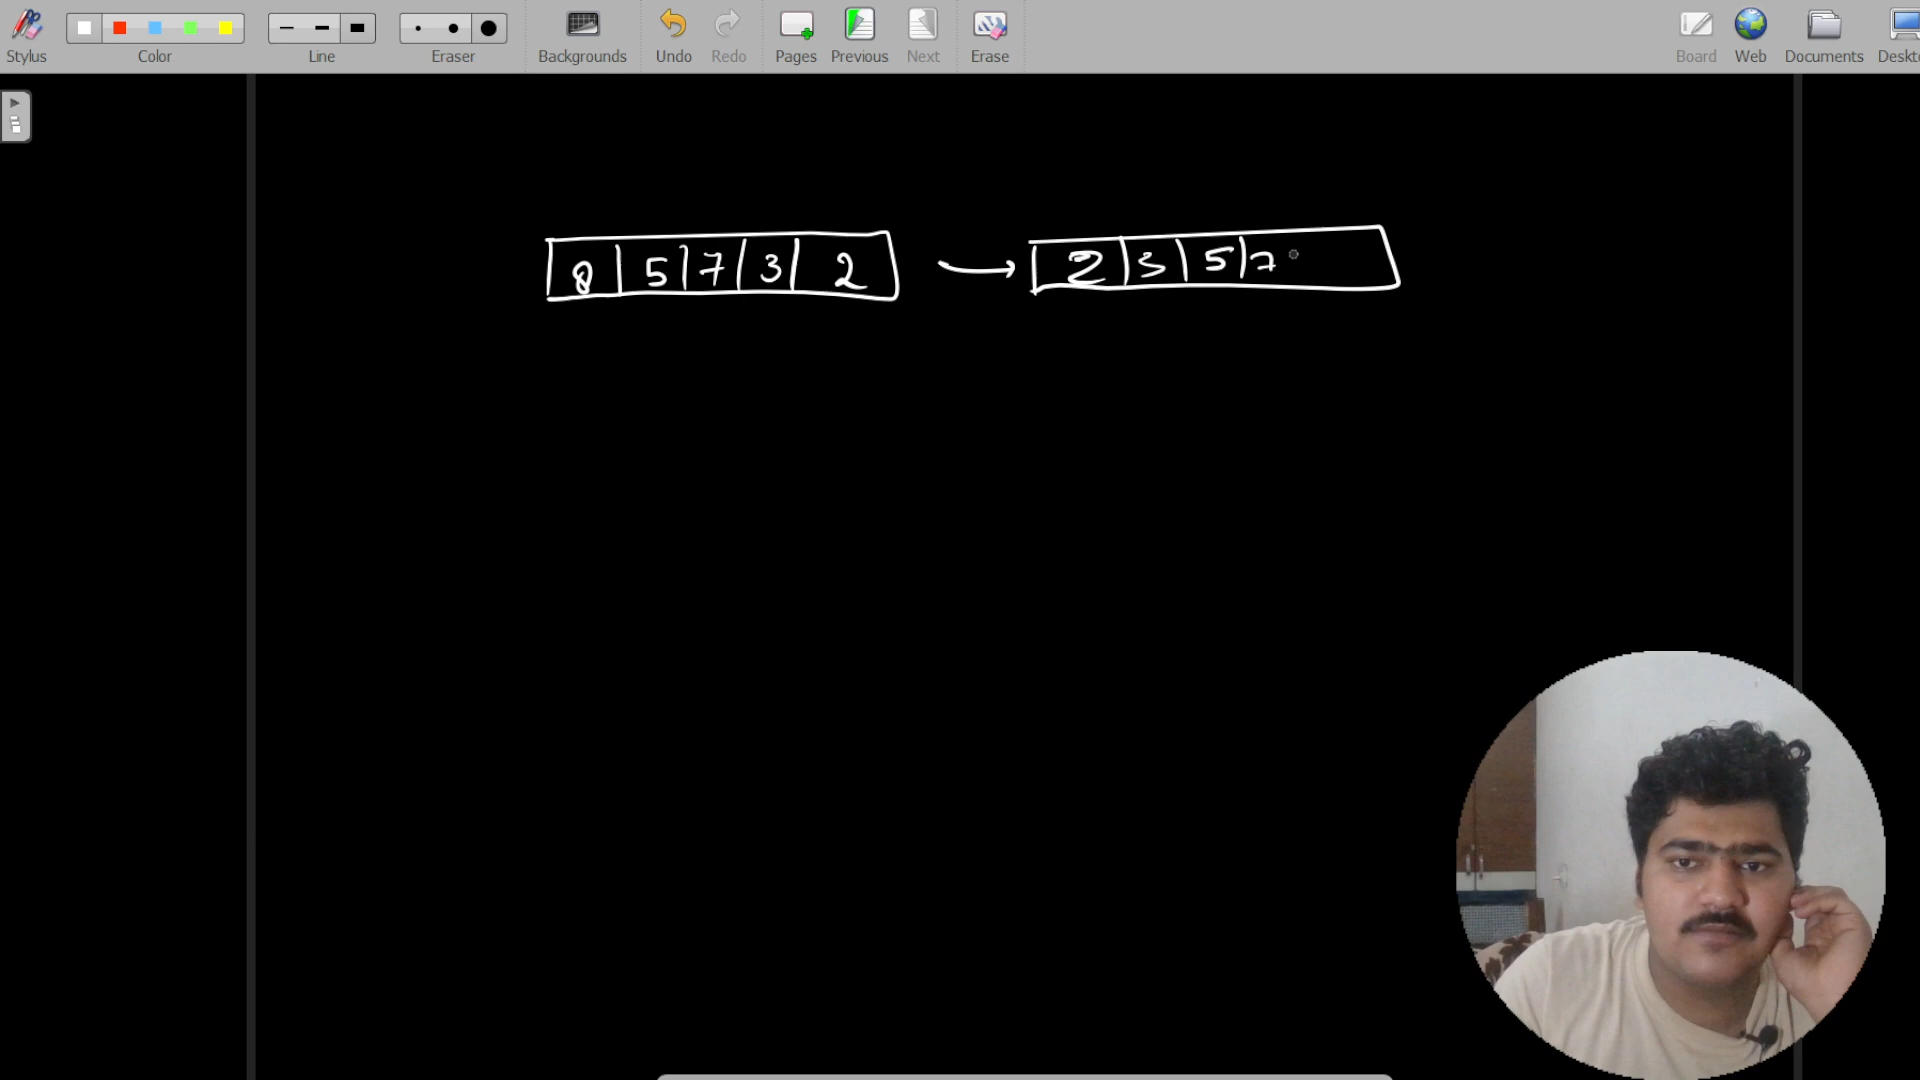 Stylus Color Line Eraser Backgrounds Undo Redo Pages Previous Next Erase Board Web Documents Deskto
8 | 5 | 7 | 3 | 2 → 2 | 3 | 5 | 7